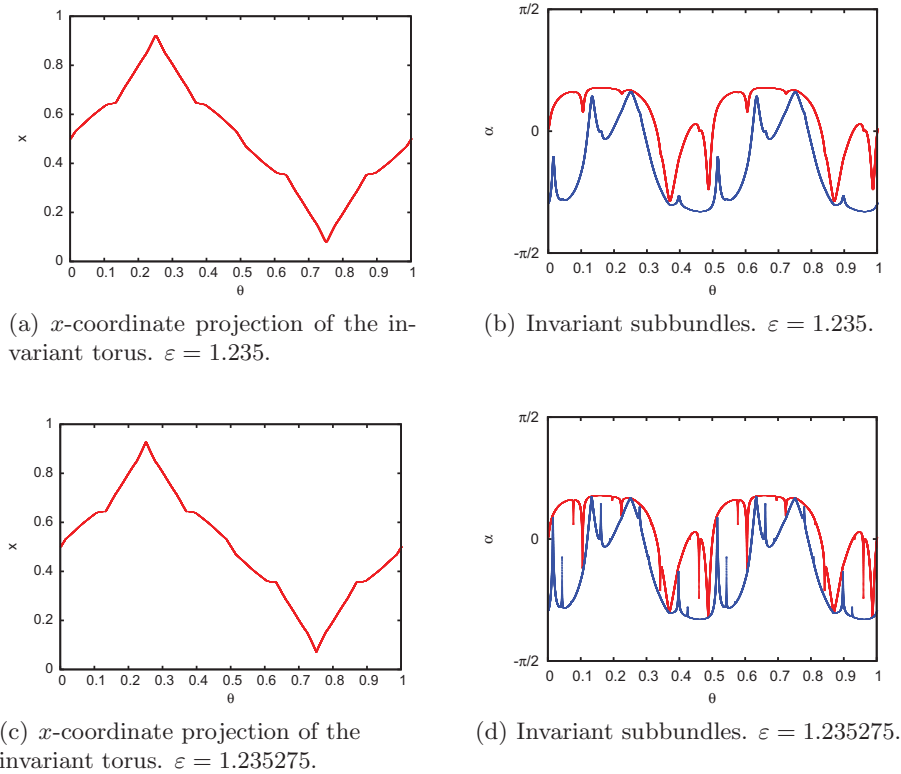 1
0.8
0.6
0.4
0.2
0
x
0 0.1 0.2 0.3 0.4 0.5 0.6 0.7 0.8 0.9 1
θ
(a) x-coordinate projection of the in-
variant torus. ε = 1.235.
π/2
0
-π/2
α
0 0.1 0.2 0.3 0.4 0.5 0.6 0.7 0.8 0.9 1
θ
(b) Invariant subbundles. ε = 1.235.
1
0.8
0.6
0.4
0.2
0
x
0 0.1 0.2 0.3 0.4 0.5 0.6 0.7 0.8 0.9 1
θ
(c) x-coordinate projection of the
invariant torus. ε = 1.235275.
π/2
0
-π/2
α
0 0.1 0.2 0.3 0.4 0.5 0.6 0.7 0.8 0.9 1
θ
(d) Invariant subbundles. ε = 1.235275.